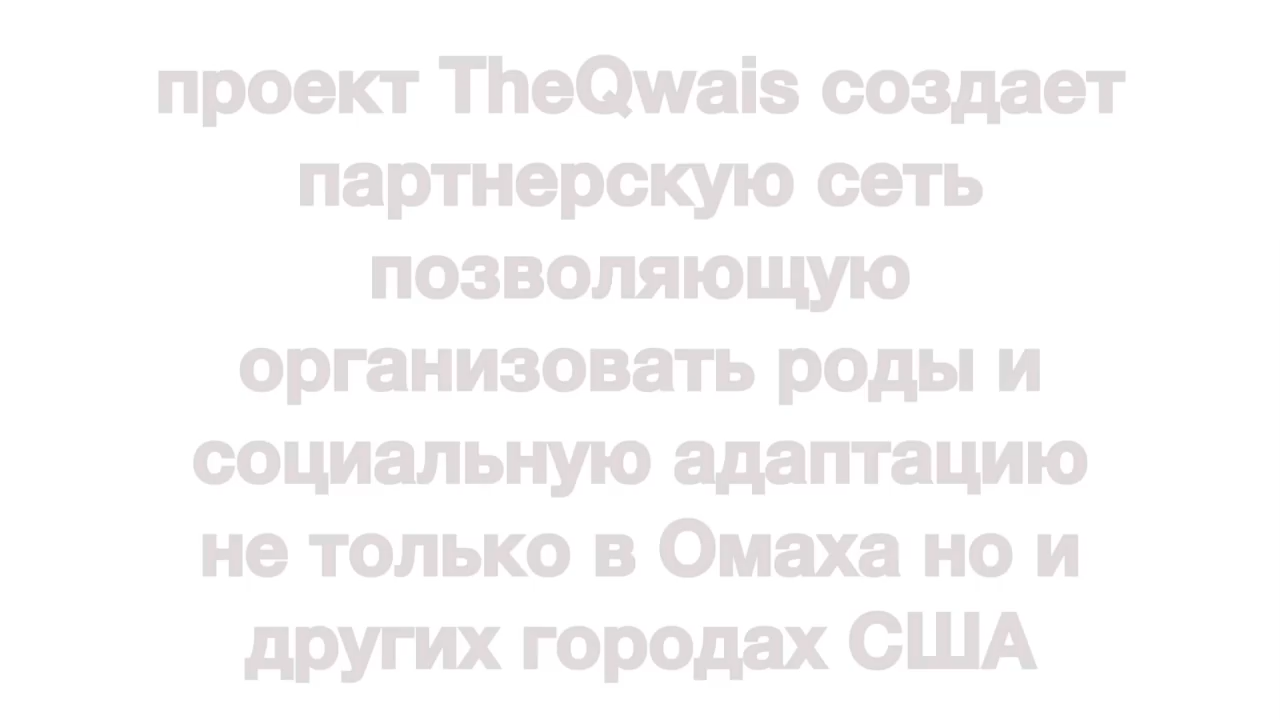 проект TheQwais создает
партнерскую сеть
позволяющую
организовать роды и
социальную адаптацию
не только в Омаха но и
других городах США